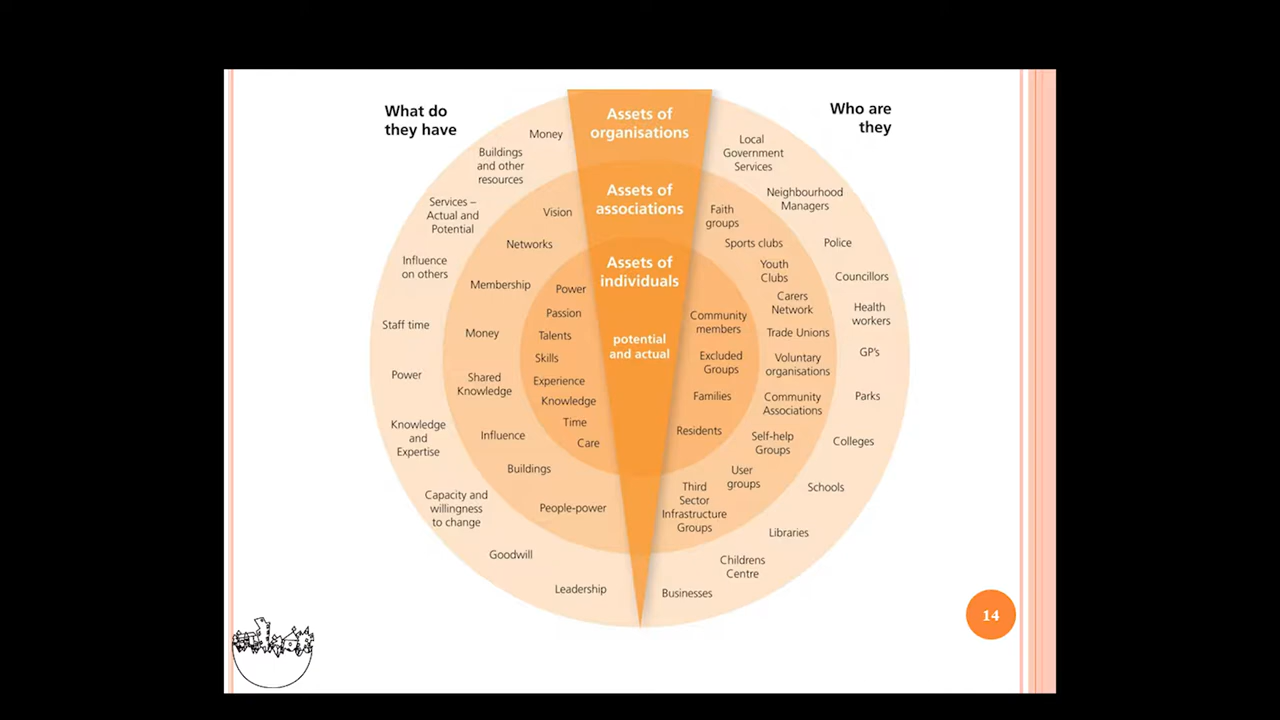 What do
they have
Assets of
organisations
Assets of
associations
Assets of
individuals
potential
and actual
Who are
they
Money
Buildings
and other
resources
Services –
Actual and
Potential
Influence
on others
Staff time
Power
Knowledge
and
Expertise
Capacity and
willingness
to change
Goodwill
Leadership
Vision
Networks
Membership
Money
Shared
Knowledge
Influence
Buildings
People-power
Power
Passion
Talents
Skills
Experience
Knowledge
Time
Care
Community
members
Excluded
Groups
Families
Residents
Faith
groups
Sports clubs
Youth
Clubs
Carers
Network
Trade Unions
Voluntary
organisations
Community
Associations
Self-help
Groups
User
groups
Third
Sector
Infrastructure
Groups
Local
Government
Services
Neighbourhood
Managers
Police
Councillors
Health
workers
GP's
Parks
Colleges
Schools
Libraries
Childrens
Centre
Businesses
14